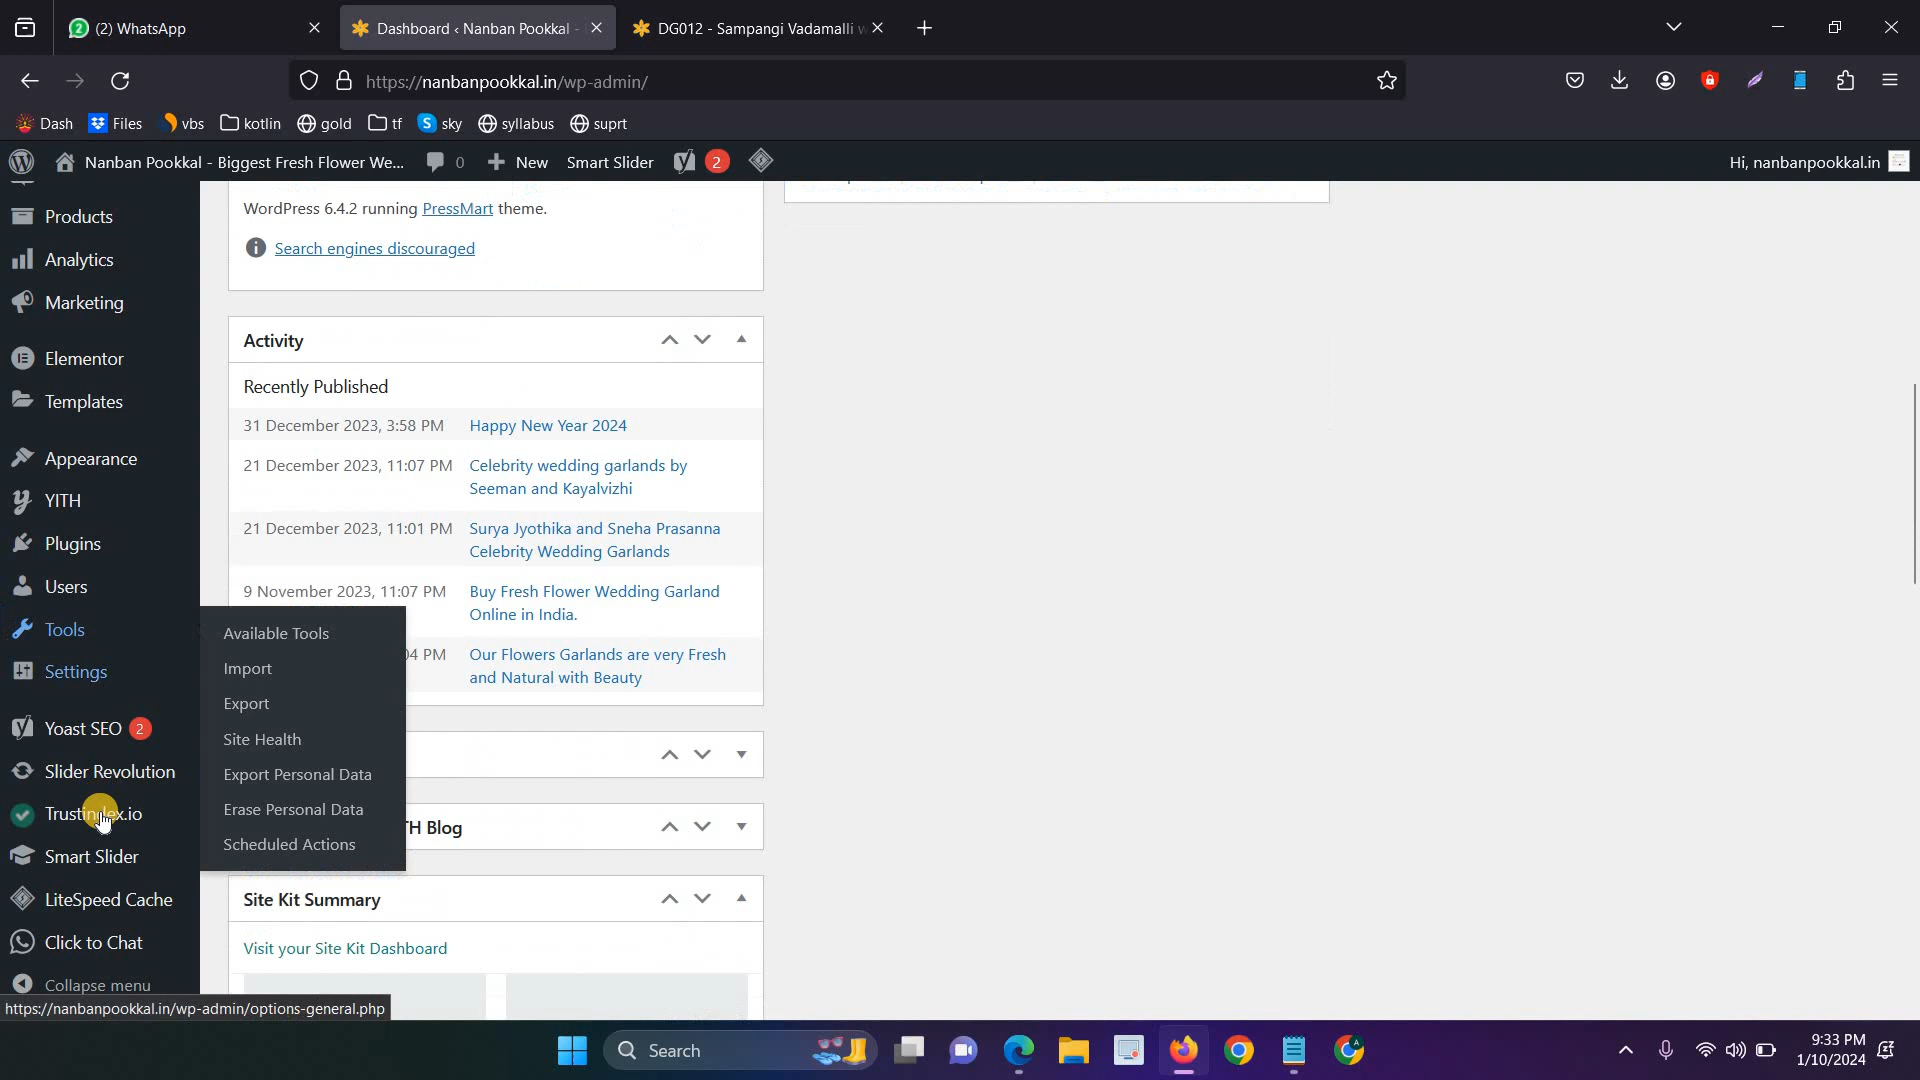 (2) WhatsApp
Dashboard ‹ Nanban Pookkal -
DG012 - Sampangi Vadamalli
https://nanbanpookkal.in/wp-admin/
Dash
Files
vbs
kotlin
gold
tf
sky
syllabus
suprt
Nanban Pookkal - Biggest Fresh Flower We...
0
New
Smart Slider
2
Hi, nanbanpookkal.in
Products
Analytics
Marketing
Elementor
Templates
Appearance
YITH
Plugins
Users
Tools
Settings
Yoast SEO 2
Slider Revolution
Trustindex.io
Smart Slider
LiteSpeed Cache
Click to Chat
Collapse menu
Available Tools
Import
Export
Site Health
Export Personal Data
Erase Personal Data
Scheduled Actions
WordPress 6.4.2 running PressMart theme.
Search engines discouraged
Activity
Recently Published
31 December 2023, 3:58 PM Happy New Year 2024
21 December 2023, 11:07 PM Celebrity wedding garlands by
Seeman and Kayalvizhi
21 December 2023, 11:01 PM Surya Jyothika and Sneha Prasanna
Celebrity Wedding Garlands
9 November 2023, 11:07 PM Buy Fresh Flower Wedding Garland
Online in India.
04 PM Our Flowers Garlands are very Fresh
and Natural with Beauty
Blog
Site Kit Summary
Visit your Site Kit Dashboard
https://nanbanpookkal.in/wp-admin/options-general.php
Search
9:33 PM
1/10/2024